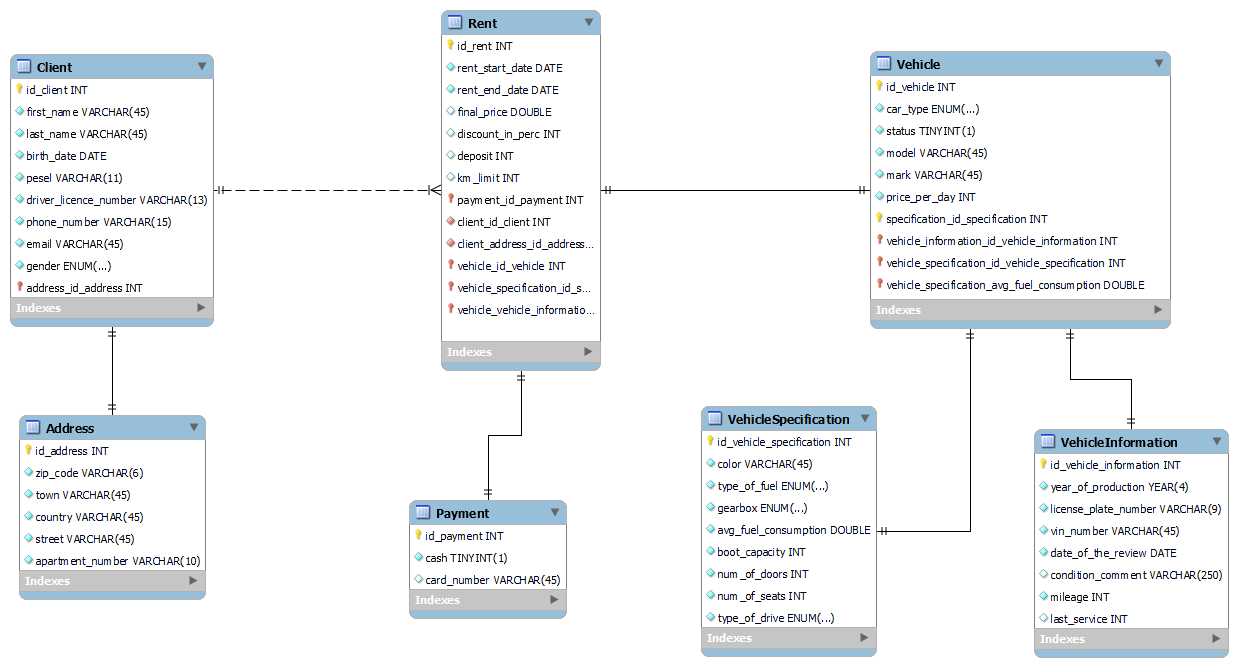 Client
id_client INT
first_name VARCHAR(45)
last_name VARCHAR(45)
birth_date DATE
pesel VARCHAR(11)
driver_licence_number VARCHAR(13)
phone_number VARCHAR(15)
email VARCHAR(45)
gender ENUM(...)
address_id_address INT
Indexes
Rent
id_rent INT
rent_start_date DATE
rent_end_date DATE
final_price DOUBLE
discount_in_perc INT
deposit INT
km_limit INT
payment_id_payment INT
client_id_client INT
client_address_id_address...
vehicle_id_vehicle INT
vehicle_specification_id_s...
vehicle_vehicle_informatio...
Indexes
Vehicle
id_vehicle INT
car_type ENUM(...)
status TINYINT(1)
model VARCHAR(45)
mark VARCHAR(45)
price_per_day INT
specification_id_specification INT
vehicle_information_id_vehicle_information INT
vehicle_specification_id_vehicle_specification INT
vehicle_specification_avg_fuel_consumption DOUBLE
Indexes
Address
id_address INT
zip_code VARCHAR(6)
town VARCHAR(45)
country VARCHAR(45)
street VARCHAR(45)
apartment_number VARCHAR(10)
Indexes
Payment
id_payment INT
cash TINYINT(1)
card_number VARCHAR(45)
Indexes
VehicleSpecification
id_vehicle_specification INT
color VARCHAR(45)
type_of_fuel ENUM(...)
gearbox ENUM(...)
avg_fuel_consumption DOUBLE
boot_capacity INT
num_of_doors INT
num_of_seats INT
type_of_drive ENUM(...)
Indexes
VehicleInformation
id_vehicle_information INT
year_of_production YEAR(4)
license_plate_number VARCHAR(9)
vin_number VARCHAR(45)
date_of_the_review DATE
condition_comment VARCHAR(250)
mileage INT
last_service INT
Indexes